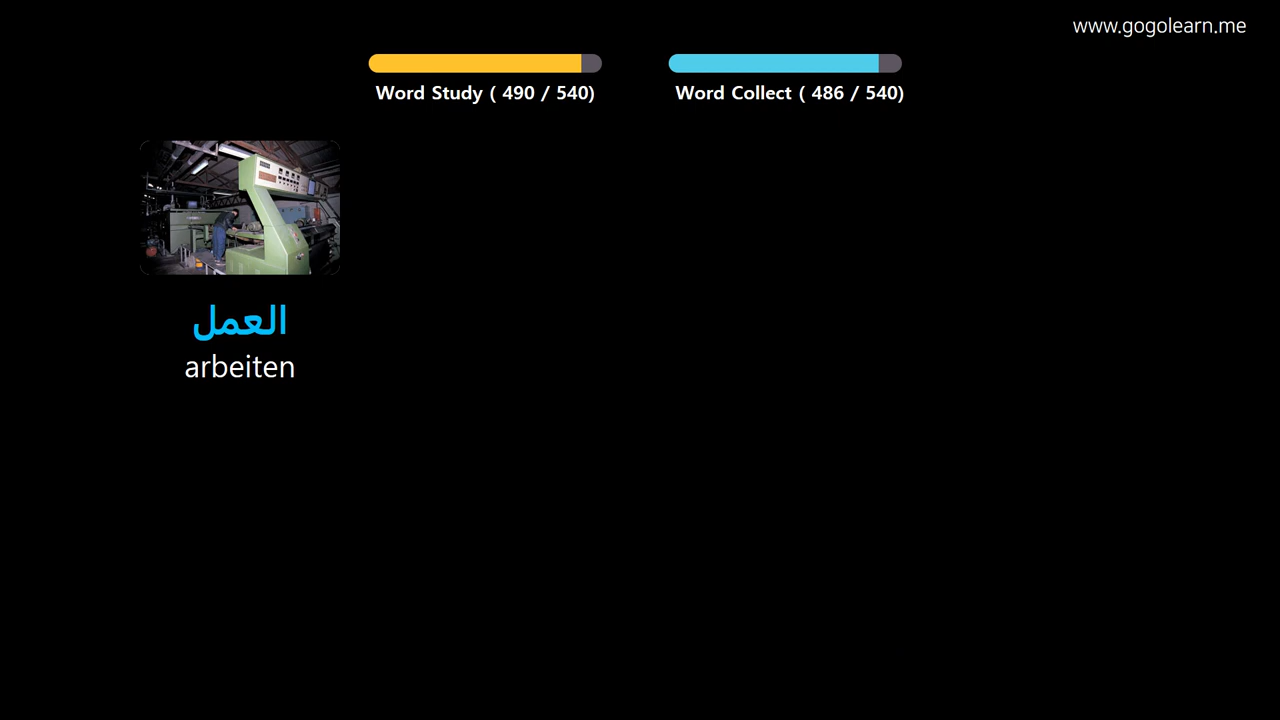 www.gogolearn.me
Word Study ( 490 / 540)
Word Collect ( 486 / 540)
العمل
arbeiten